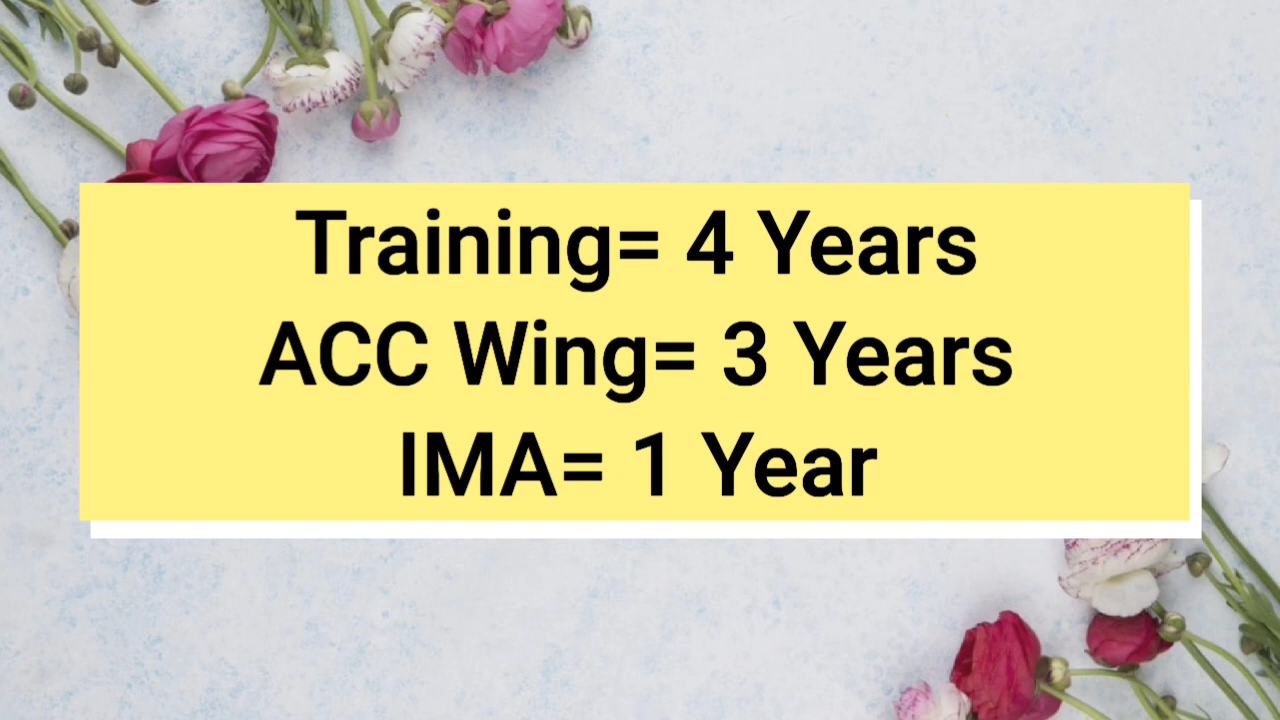 Training= 4 Years
ACC Wing= 3 Years
IMA= 1 Year